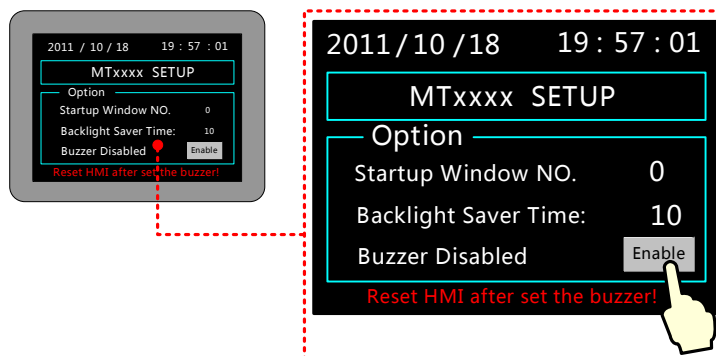 2011 / 10 / 18 19 : 57 : 01
MTxxxx SETUP
Option
Startup Window NO. 0
Backlight Saver Time: 10
Buzzer Disabled Enable
Reset HMI after set the buzzer!
2011 / 10 / 18 19 : 57 : 01
MTxxxx SETUP
Option
Startup Window NO. 0
Backlight Saver Time: 10
Buzzer Disabled Enable
Reset HMI after set the buzzer!